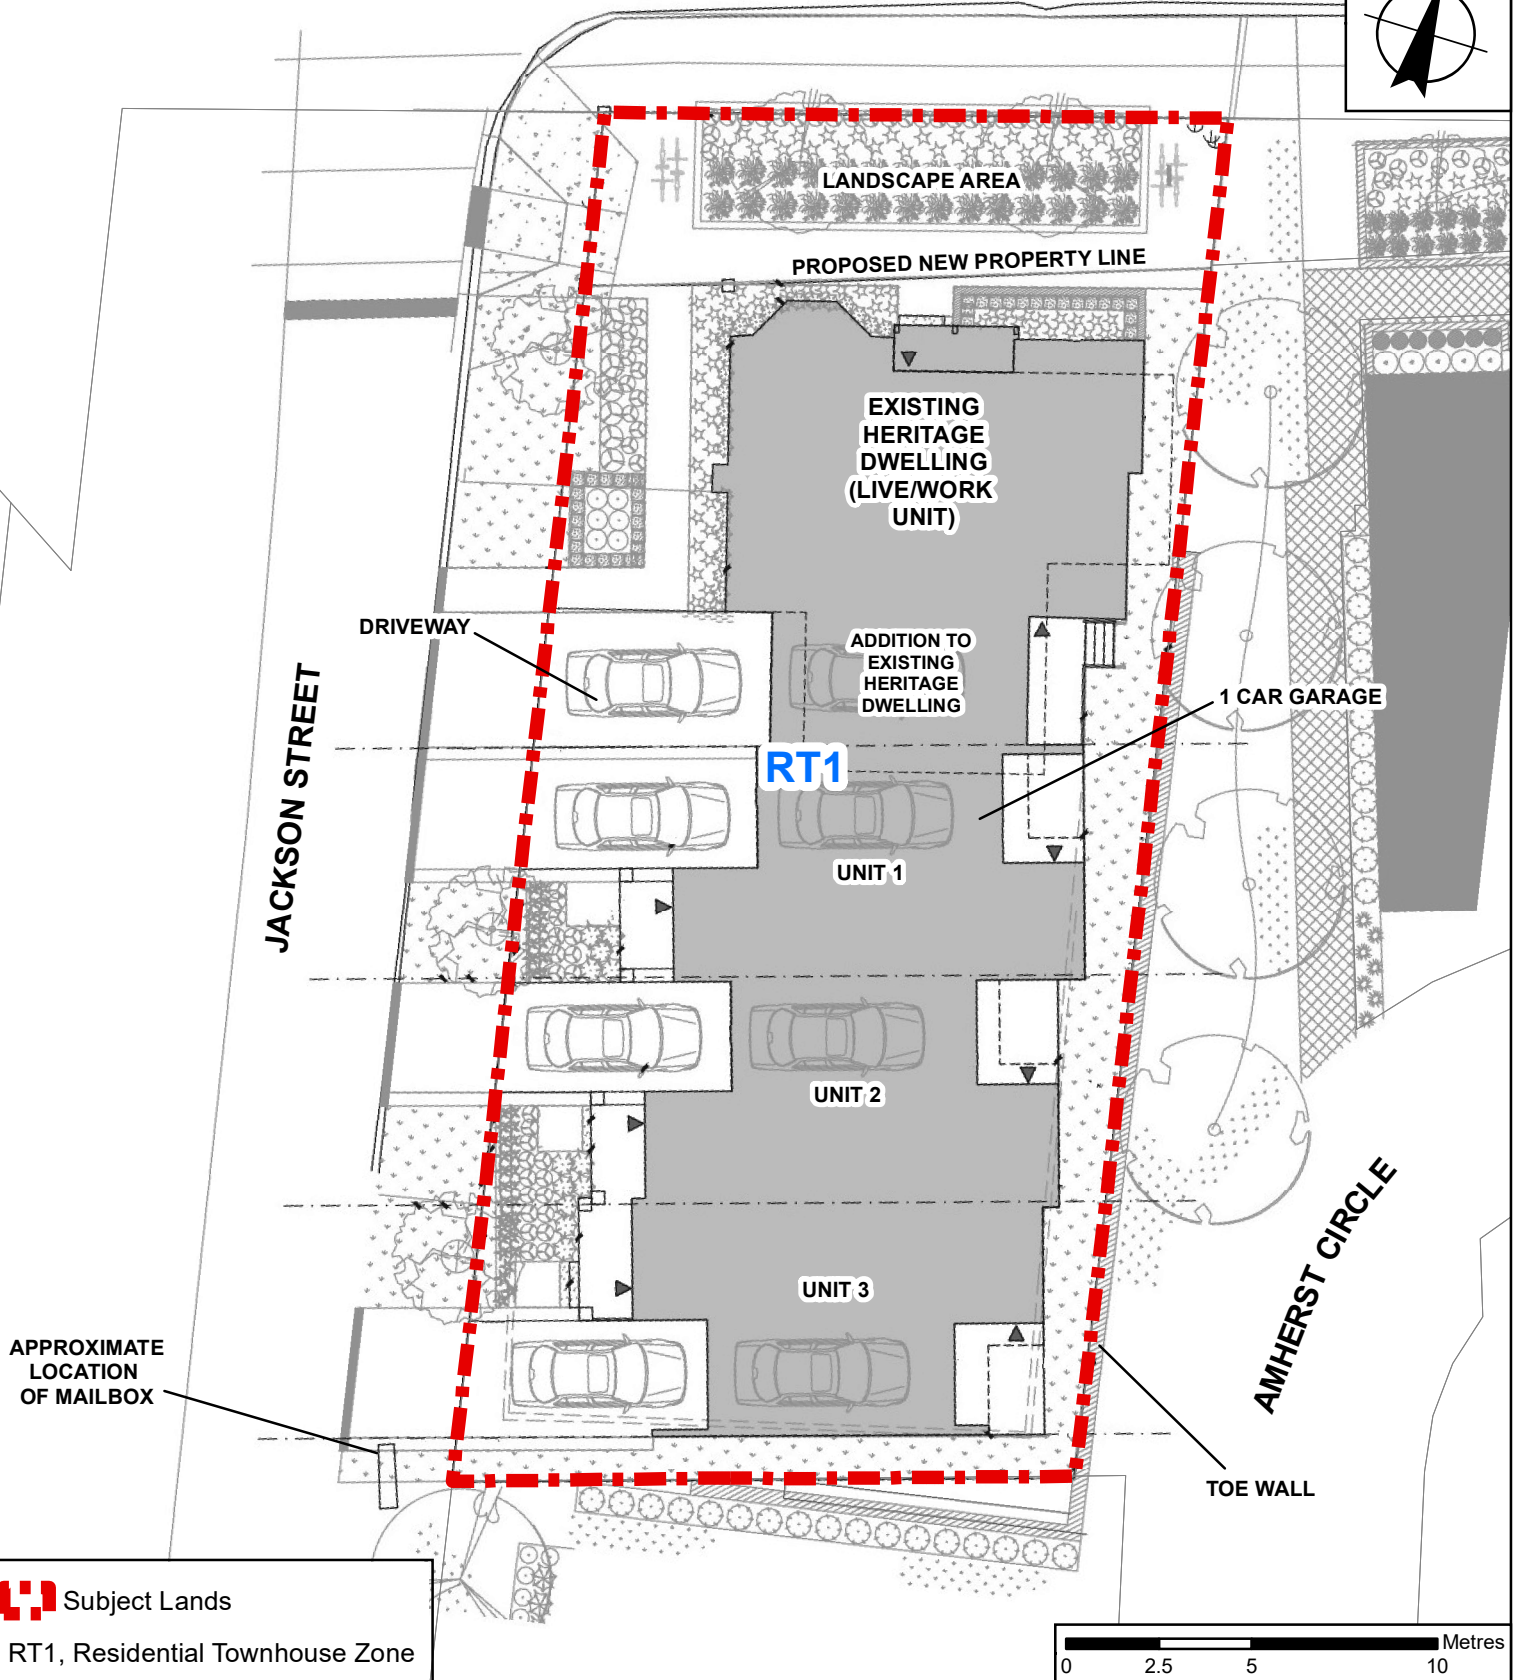 LANDSCAPE AREA
PROPOSED NEW PROPERTY LINE
EXISTING
HERITAGE
DWELLING
(LIVE/WORK
UNIT)
DRIVEWAY
ADDITION TO
EXISTING
HERITAGE
DWELLING
1 CAR GARAGE
RT1
JACKSON STREET
UNIT 1
UNIT 2
UNIT 3
AMHERST CIRCLE
APPROXIMATE
LOCATION
OF MAILBOX
TOE WALL
Subject Lands
RT1, Residential Townhouse Zone
Metres
0 2.5 5 10